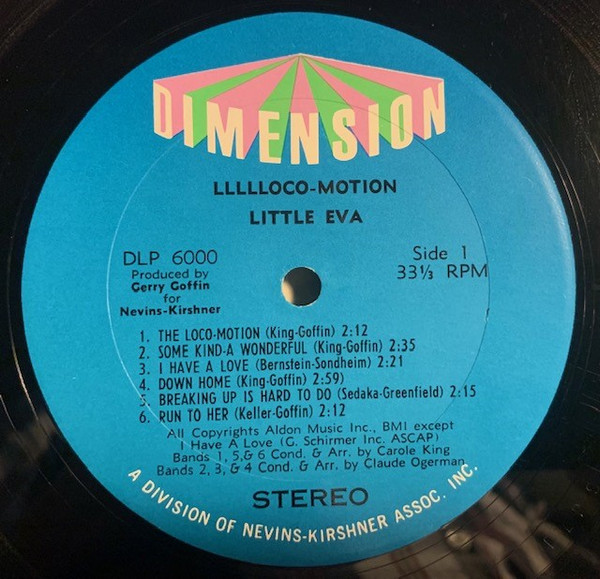 DIMENSION
LLLLLOCO-MOTION
LITTLE EVA
DLP 6000
Produced by
Gerry Goffin
for
Nevins-Kirshner
Side 1
33⅓ RPM
1. THE LOCO-MOTION (King-Goffin) 2:12
2. SOME KIND-A WONDERFUL (King-Goffin) 2:35
3. I HAVE A LOVE (Bernstein-Sondheim) 2:21
4. DOWN HOME (King-Goffin) 2:59)
5. BREAKING UP IS HARD TO DO (Sedaka-Greenfield) 2:15
6. RUN TO HER (Keller-Goffin) 2:12
All Copyrights Aldon Music Inc., BMI except
I Have A Love (G. Schirmer Inc. ASCAP)
Bands 1, 5,& 6 Cond. & Arr. by Carole King
Bands 2, 3, & 4 Cond. & Arr. by Claude Ogerman
STEREO
A DIVISION OF NEVINS-KIRSHNER ASSOC. INC.